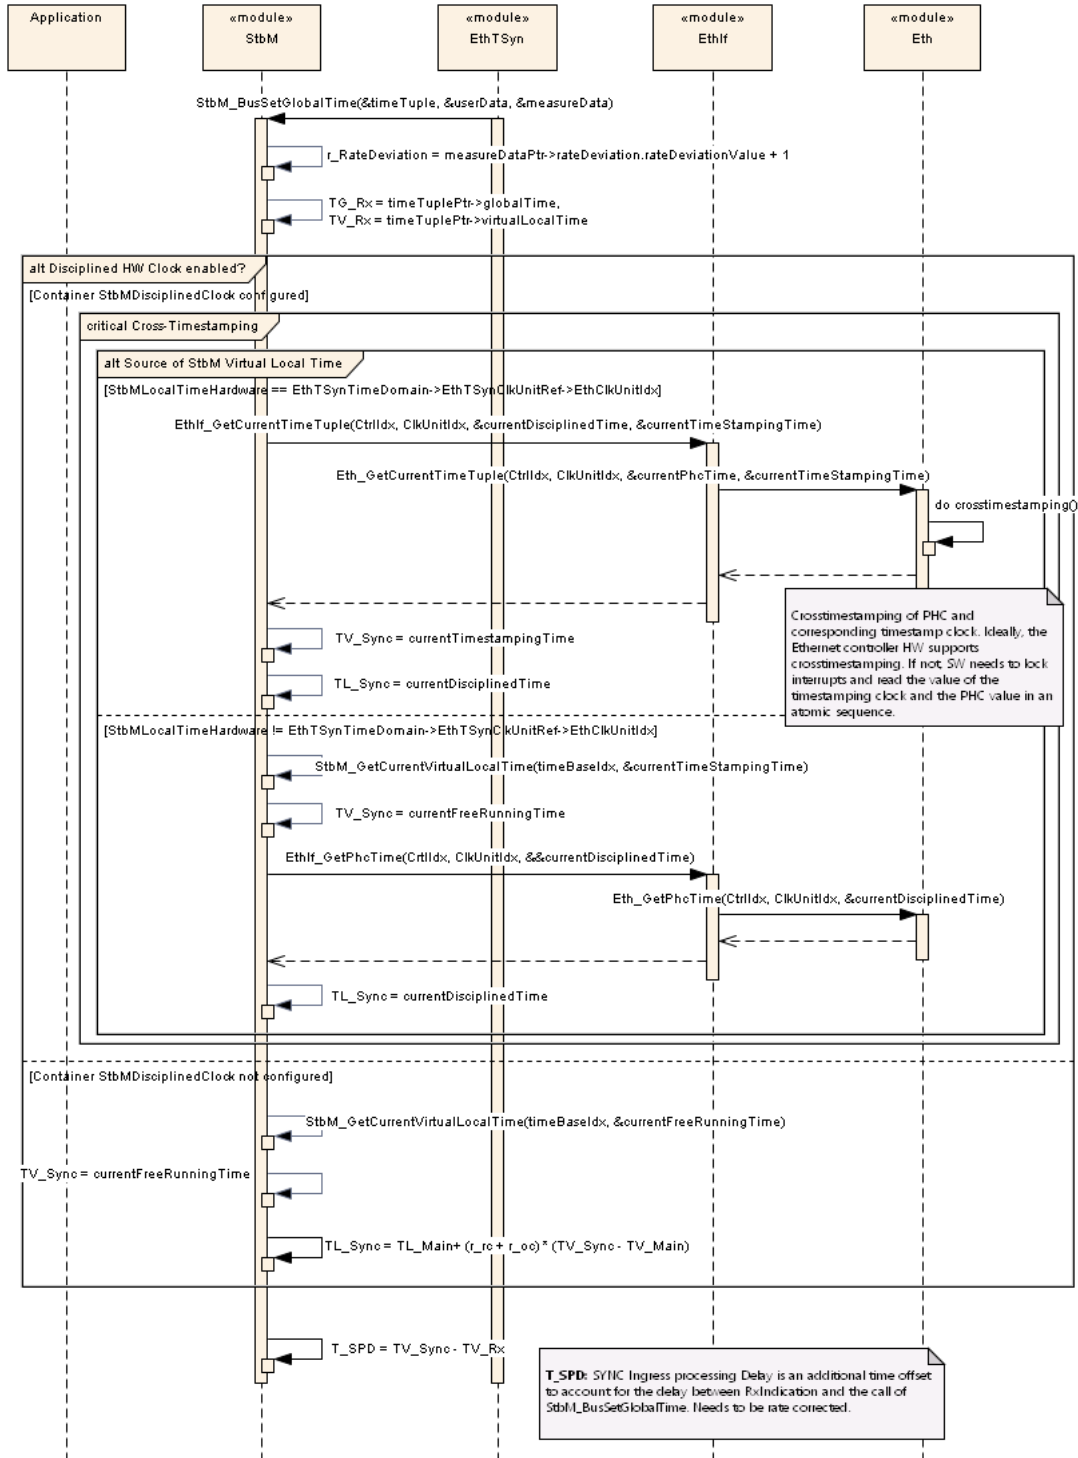 Application
«module»
StbM
«module»
EthTSyn
«module»
EthIf
«module»
Eth
StbM_BusSetGlobalTime(&timeTuple, &userData, &measureData)
r_RateDeviation = measureDataPtr->rateDeviation.rateDeviationValue + 1
TG_Rx = timeTuplePtr->globalTime,
TV_Rx = timeTuplePtr->virtualLocalTime
alt Disciplined HW Clock enabled?
[Container StbMDisciplinedClock configured]
critical Cross-Timestamping
alt Source of StbM Virtual Local Time
[StbMLocalTimeHardware == EthTSynTimeDomain->EthTSynClkUnitRef->EthClkUnitIdx]
EthIf_GetCurrentTimeTuple(CtrlIdx, ClkUnitIdx, &currentDisciplinedTime, &currentTimeStampingTime)
Eth_GetCurrentTimeTuple(CtrlIdx, ClkUnitIdx, &currentPhcTime, &currentTimeStampingTime)
do crosstimestamping()
Crosstimestamping of PHC and
corresponding timestamp clock. Ideally, the
Ethernet controller HW supports
crosstimestamping. If not, SW needs to lock
interrupts and read the value of the
timestamping clock and the PHC value in an
atomic sequence.
TV_Sync = currentTimestampingTime
TL_Sync = currentDisciplinedTime
[StbMLocalTimeHardware != EthTSynTimeDomain->EthTSynClkUnitRef->EthClkUnitIdx]
StbM_GetCurrentVirtualLocalTime(timeBaseIdx, &currentTimeStampingTime)
TV_Sync = currentFreeRunningTime
EthIf_GetPhcTime(CrtlIdx, ClkUnitIdx, &&currentDisciplinedTime)
Eth_GetPhcTime(CtrlIdx, ClkUnitIdx, &currentDisciplinedTime)
TL_Sync = currentDisciplinedTime
[Container StbMDisciplinedClock not configured]
StbM_GetCurrentVirtualLocalTime(timeBaseIdx, &currentFreeRunningTime)
TV_Sync = currentFreeRunningTime
TL_Sync = TL_Main+ (r_rc + r_oc) * (TV_Sync - TV_Main)
T_SPD = TV_Sync - TV_Rx
T_SPD: SYNC Ingress processing Delay is an additional time offset
to account for the delay between RxIndication and the call of
StbM_BusSetGlobalTime. Needs to be rate corrected.